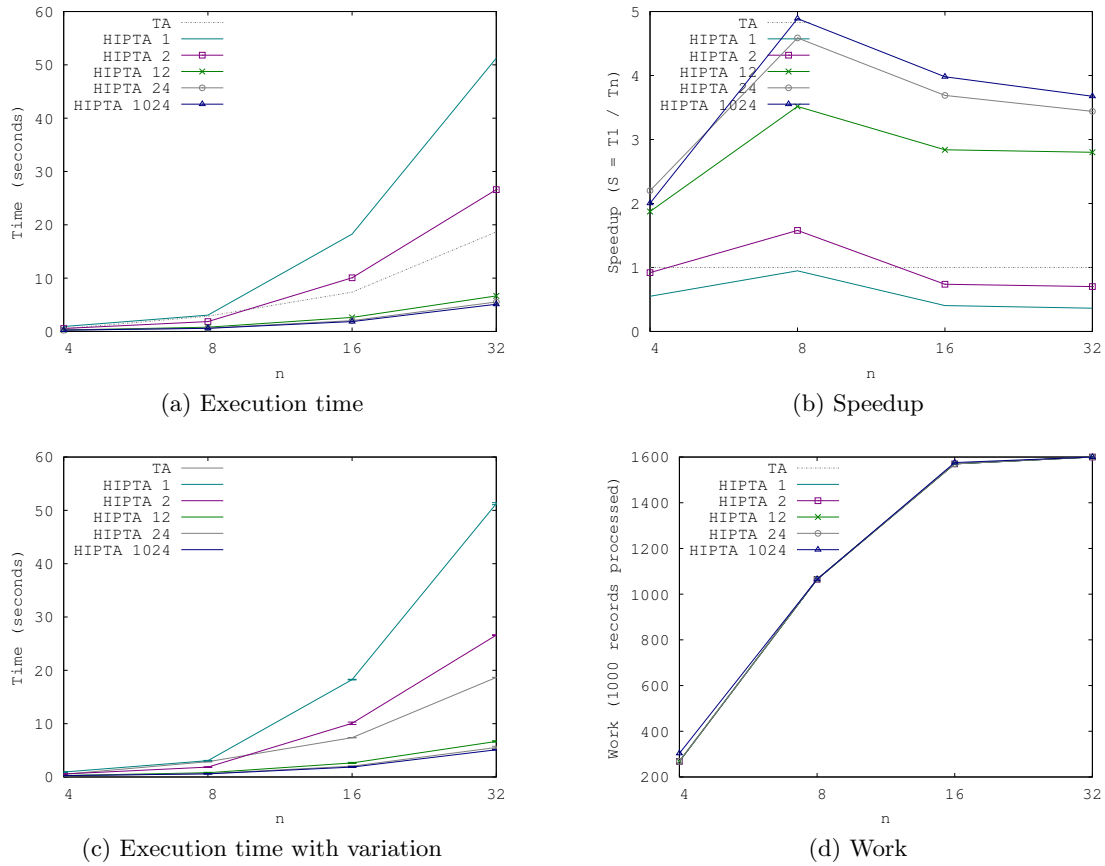 60
50
40
30
20
10
0
4
8
16
32
Time (seconds)
n
TA
HIPTA 1
HIPTA 2
HIPTA 12
HIPTA 24
HIPTA 1024
(a) Execution time
5
4
3
2
1
0
4
8
16
32
Speedup (S = T1 / Tn)
n
TA
HIPTA 1
HIPTA 2
HIPTA 12
HIPTA 24
HIPTA 1024
(b) Speedup
60
50
40
30
20
10
0
4
8
16
32
Time (seconds)
n
TA
HIPTA 1
HIPTA 2
HIPTA 12
HIPTA 24
HIPTA 1024
(c) Execution time with variation
1600
1400
1200
1000
800
600
400
200
4
8
16
32
Work (1000 records processed)
n
TA
HIPTA 1
HIPTA 2
HIPTA 12
HIPTA 24
HIPTA 1024
(d) Work